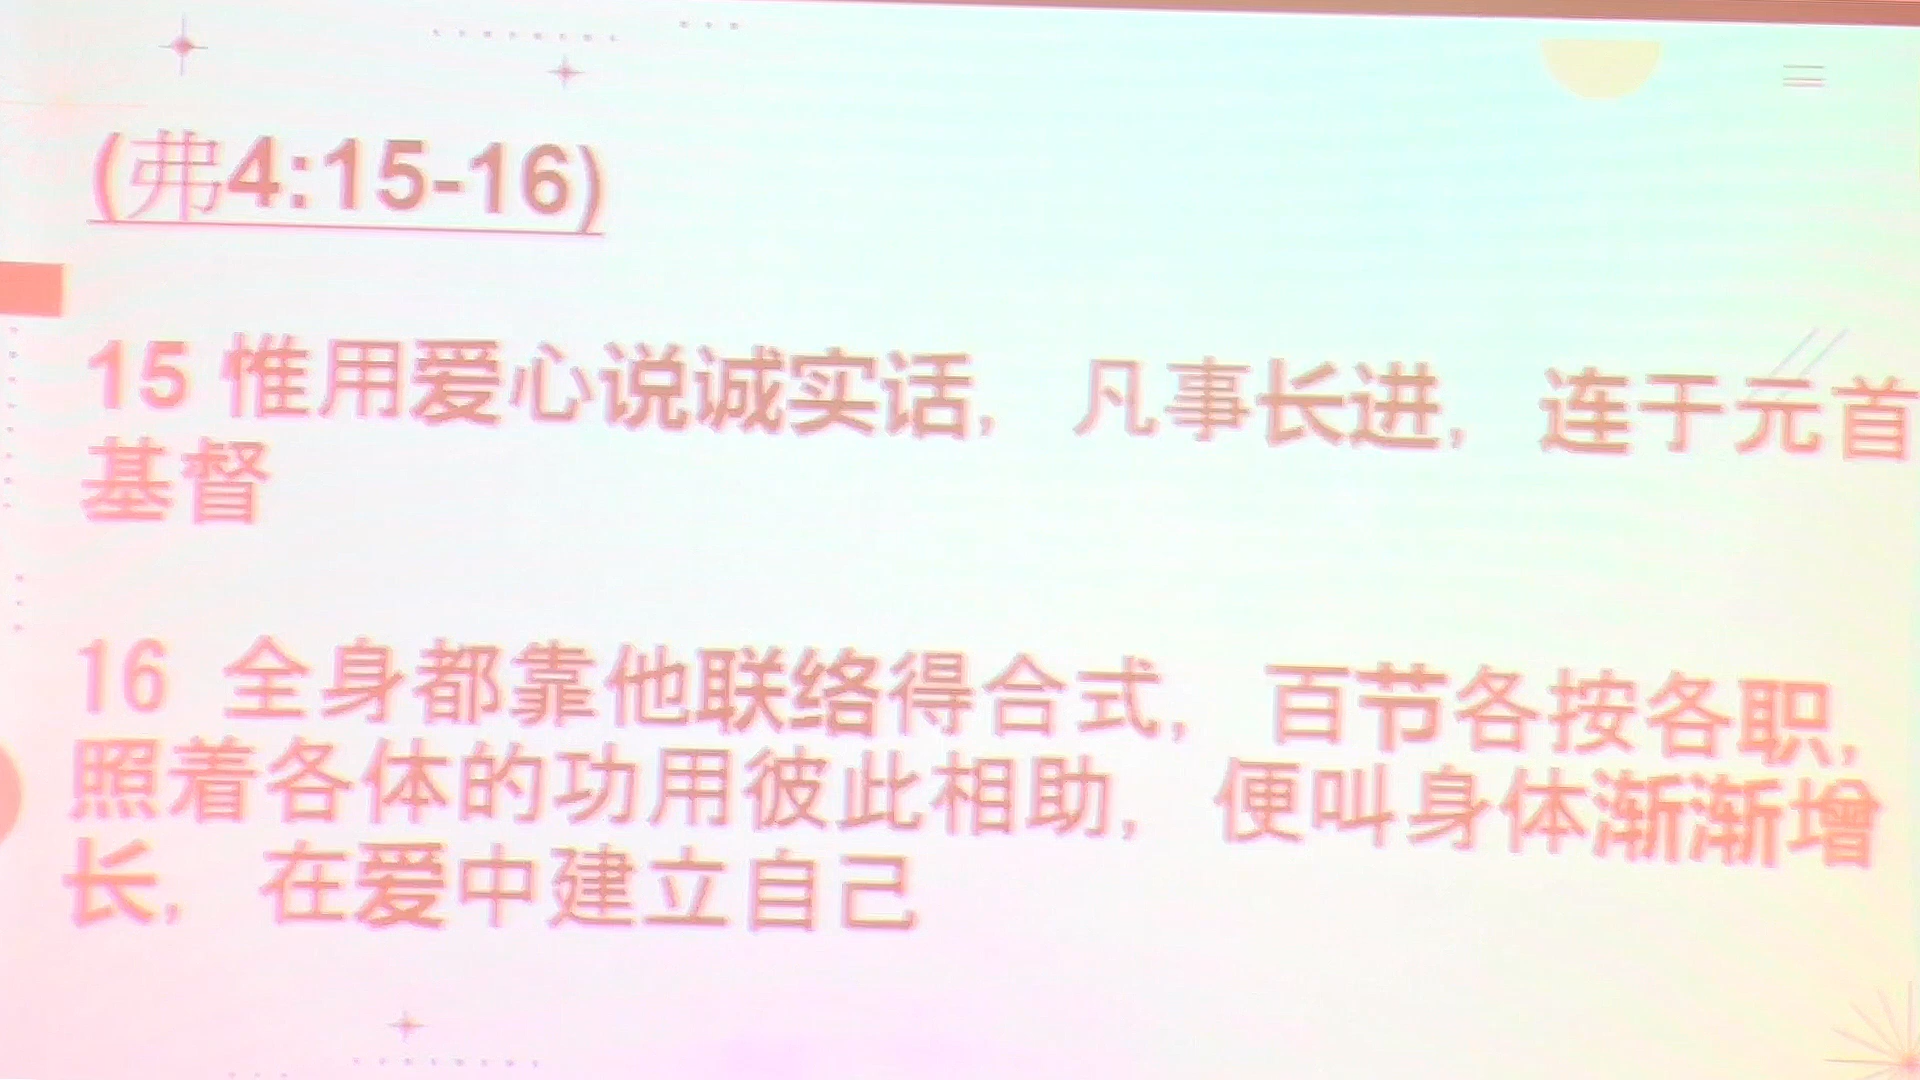 (弗4:15-16)
15 惟用爱心说诚实话, 凡事长进, 连于元首
基督
16 全身都靠他联络得合式, 百节各按各职,
照着各体的功用彼此相助, 便叫身体渐渐增
长, 在爱中建立自己